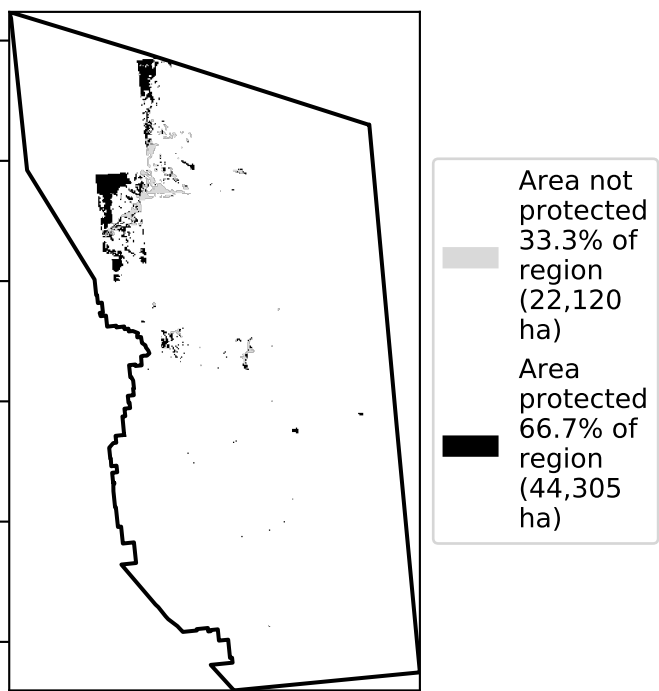 Area not
protected
33.3% of
region
(22,120
ha)
Area
protected
66.7% of
region
(44,305
ha)